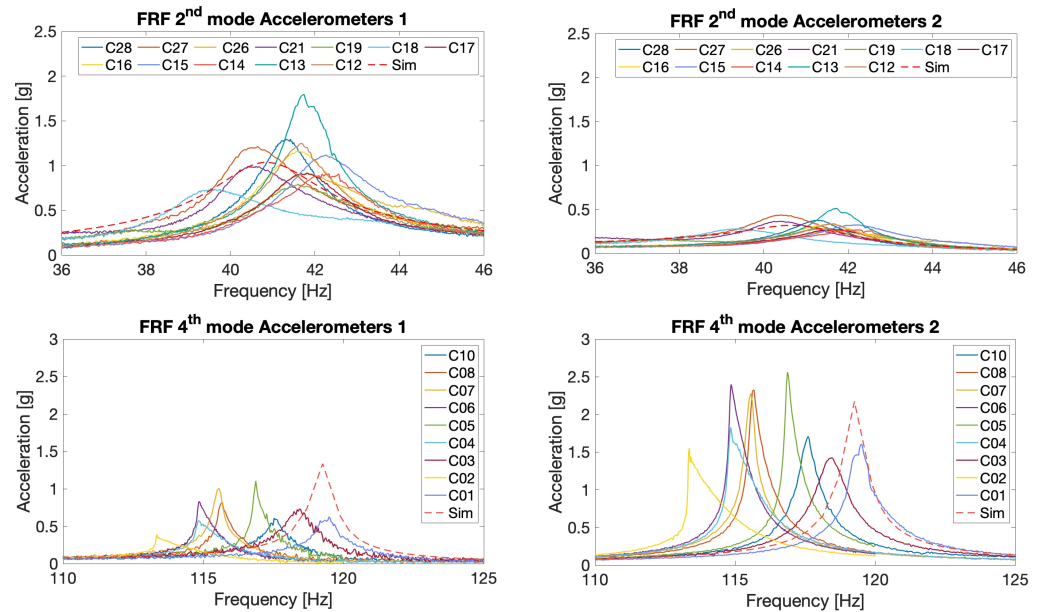 FRF 2nd mode Accelerometers 1
2.5
2
1.5
1
0.5
0
Acceleration [g]
C28 C27 C26 C21 C19 C18 C17
C16 C15 C14 C13 C12 Sim
36 38 40 42 44 46
Frequency [Hz]
FRF 2nd mode Accelerometers 2
2.5
2
1.5
1
0.5
0
Acceleration [g]
C28 C27 C26 C21 C19 C18 C17
C16 C15 C14 C13 C12 Sim
36 38 40 42 44 46
Frequency [Hz]
FRF 4th mode Accelerometers 1
3
2.5
2
1.5
1
0.5
0
Acceleration [g]
C10
C08
C07
C06
C05
C04
C03
C02
C01
Sim
110 115 120 125
Frequency [Hz]
FRF 4th mode Accelerometers 2
3
2.5
2
1.5
1
0.5
0
Acceleration [g]
C10
C08
C07
C06
C05
C04
C03
C02
C01
Sim
110 115 120 125
Frequency [Hz]